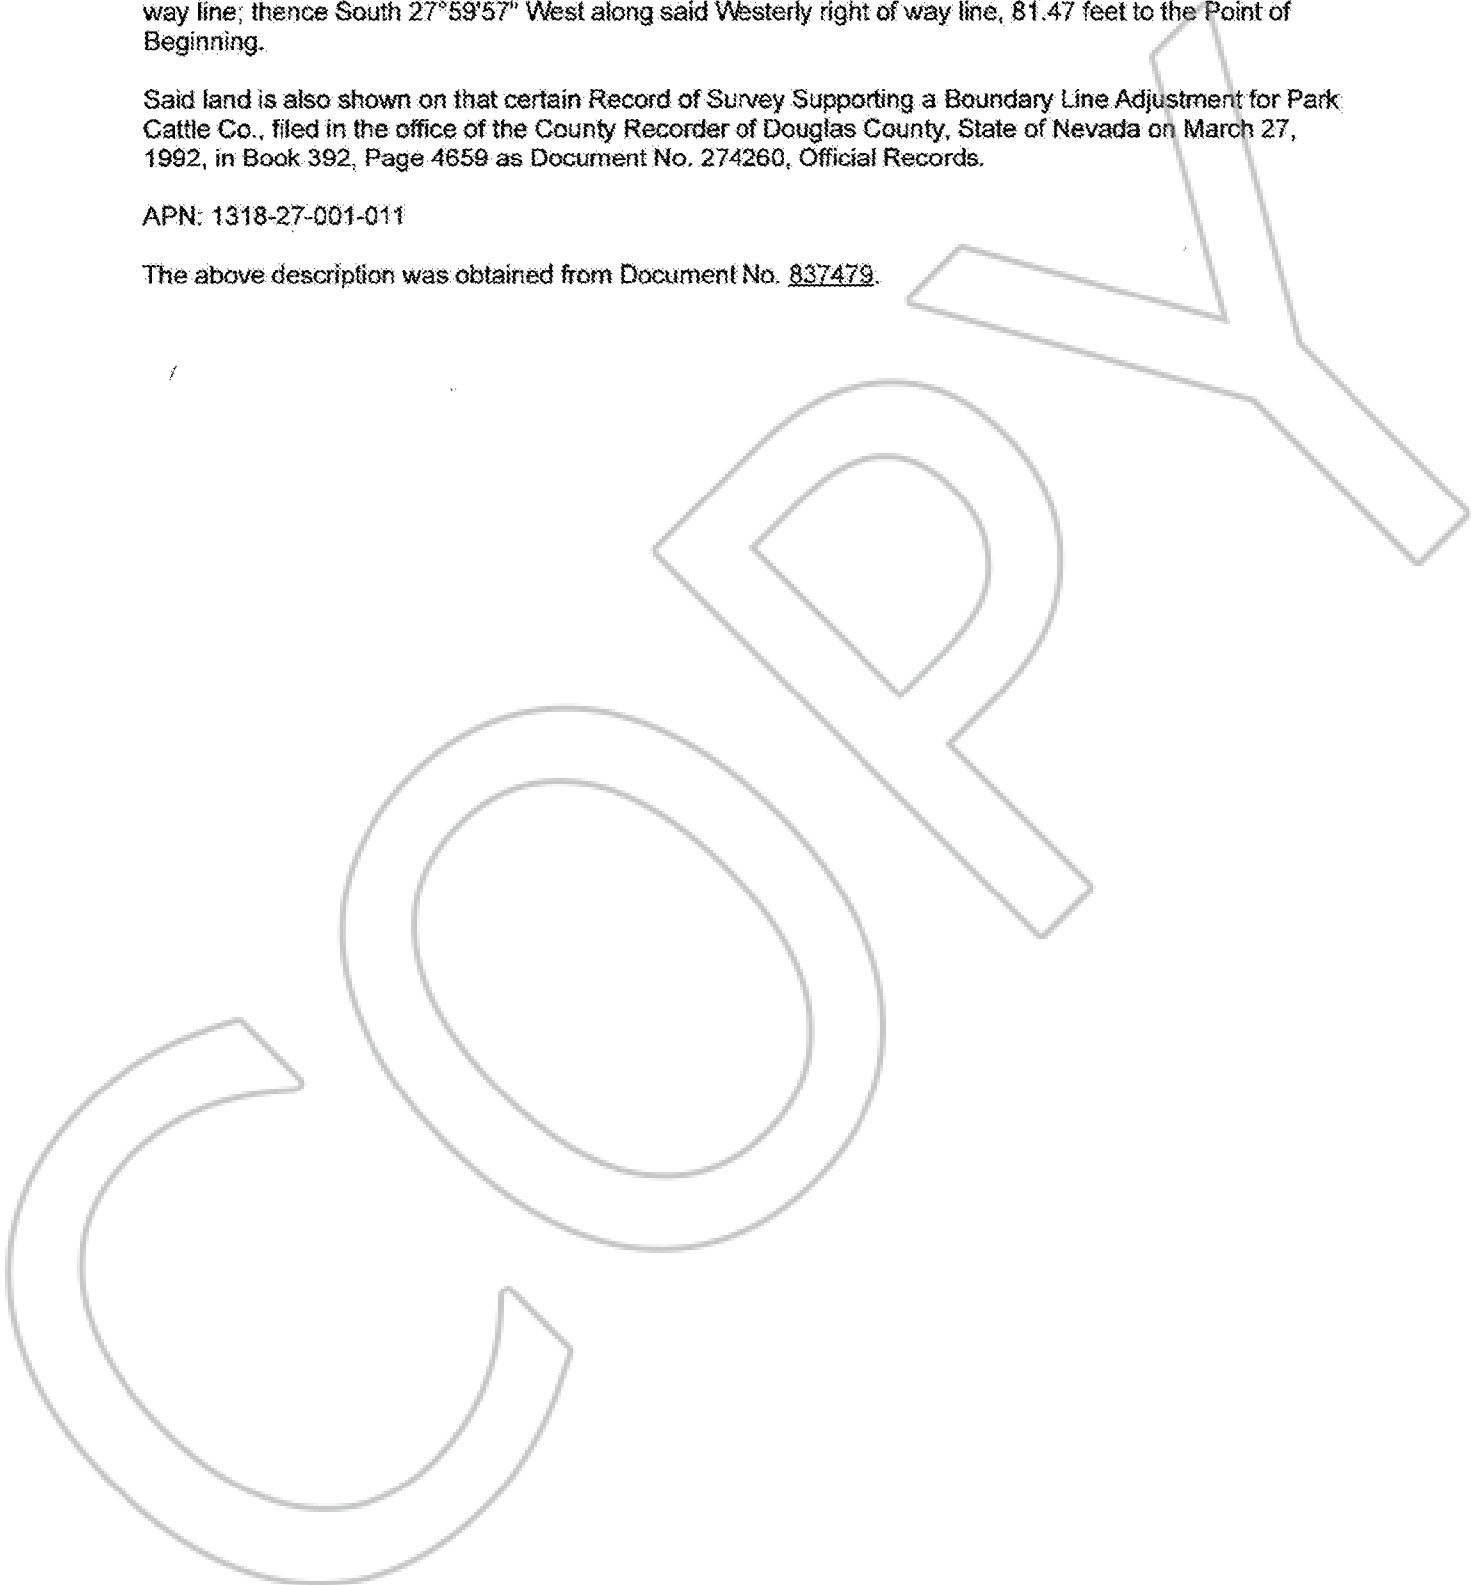 way line; thence South 27°59'57" West along said Westerly right of way line, 81.47 feet to the Point of
Beginning.
Said land is also shown on that certain Record of Survey Supporting a Boundary Line Adjustment for Park
Cattle Co., filed in the office of the County Recorder of Douglas County, State of Nevada on March 27,
1992, in Book 392, Page 4659 as Document No. 274260, Official Records.
APN: 1318-27-001-011
The above description was obtained from Document No. 837479.
COPY